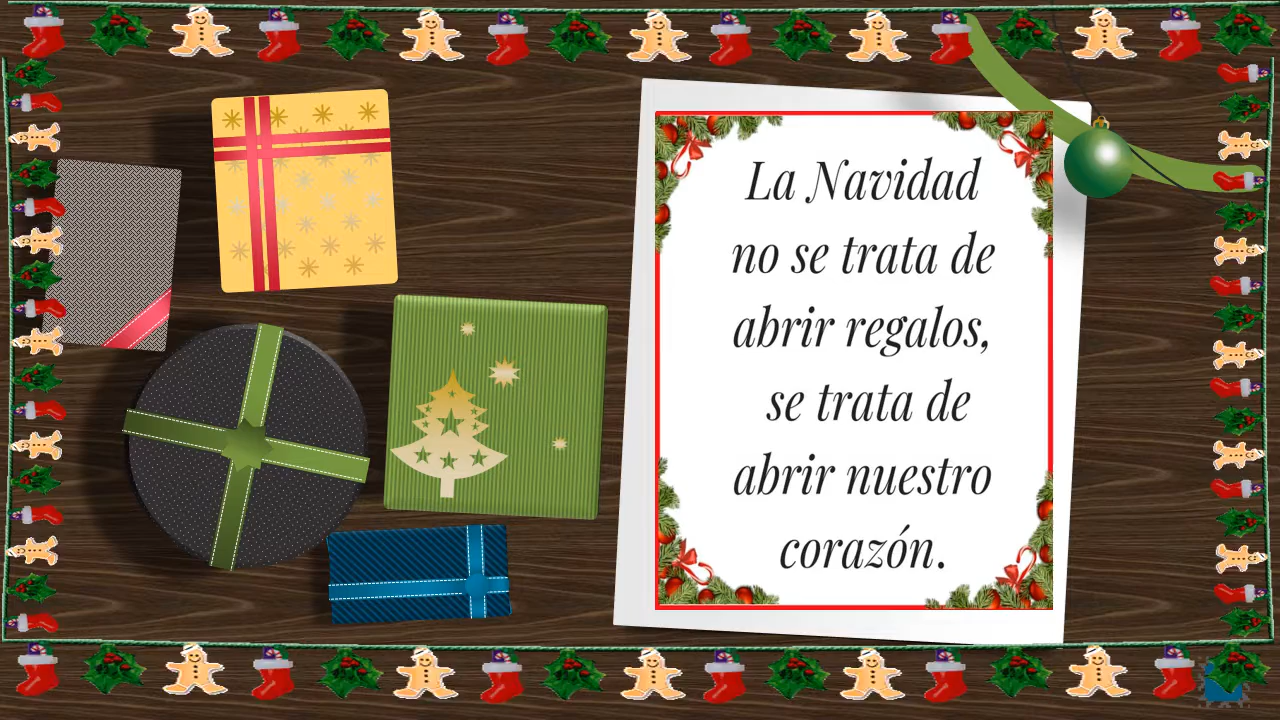 La Navidad
no se trata de
abrir regalos,
se trata de
abrir nuestro
corazón.